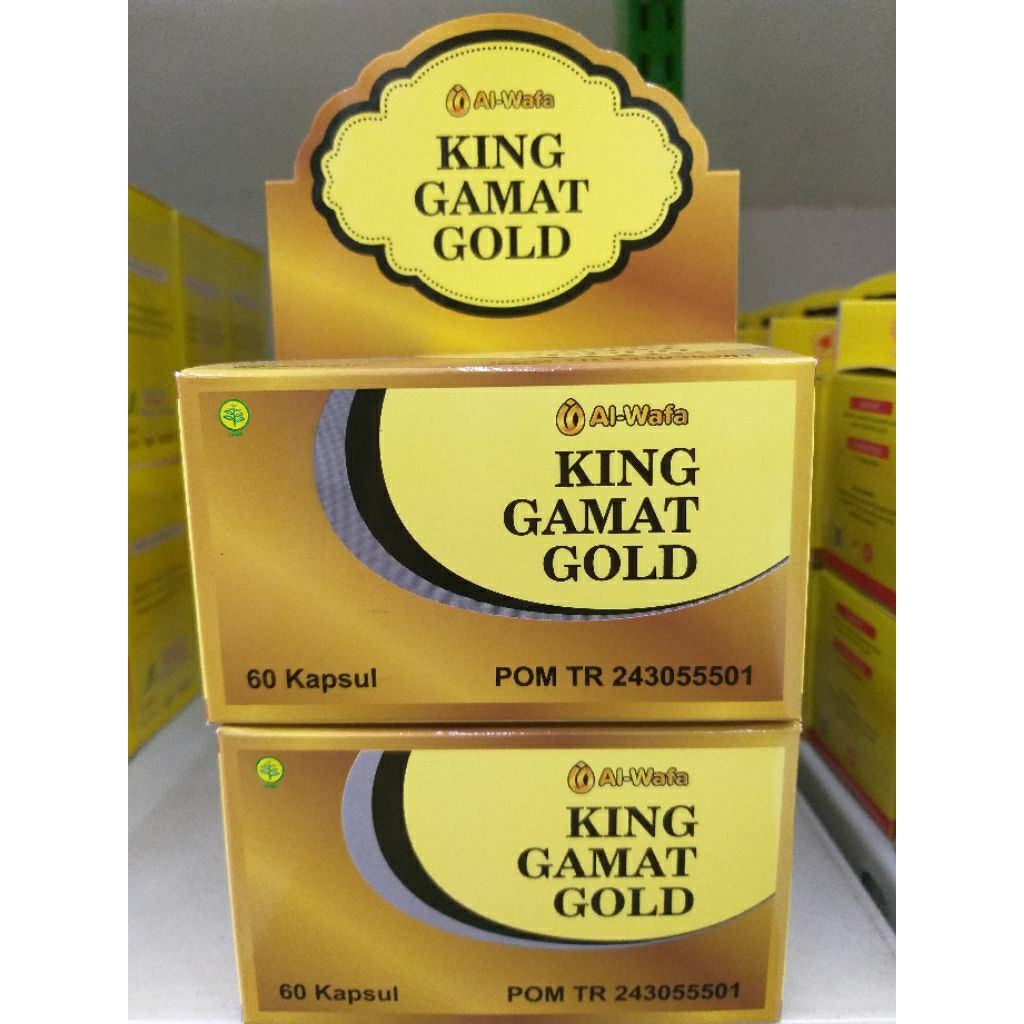 Al-Wafa
KING
GAMAT
GOLD
Al-Wafa
KING
GAMAT
GOLD
60 Kapsul
POM TR 243055501
Al-Wafa
KING
GAMAT
GOLD
60 Kapsul
POM TR 243055501